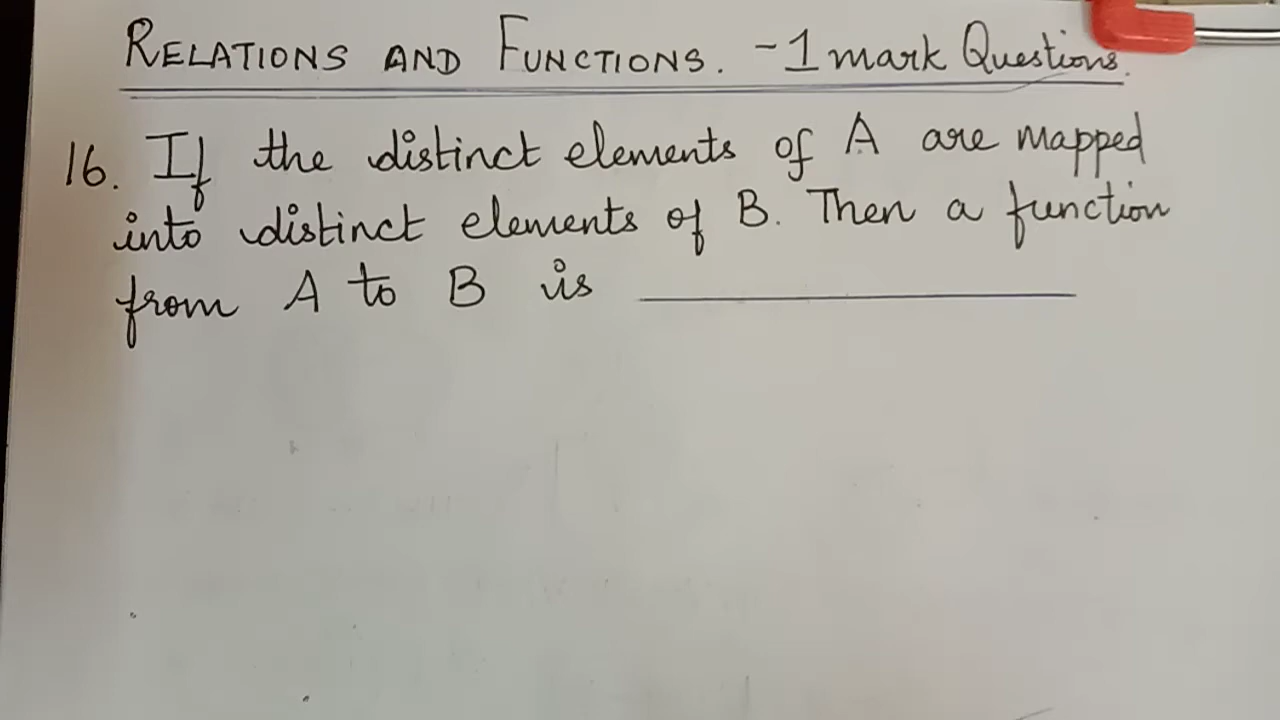 RELATIONS AND FUNCTIONS. - 1 mark Questions.
16. If the distinct elements of A are mapped
into distinct elements of B. Then a function
from A to B is __________